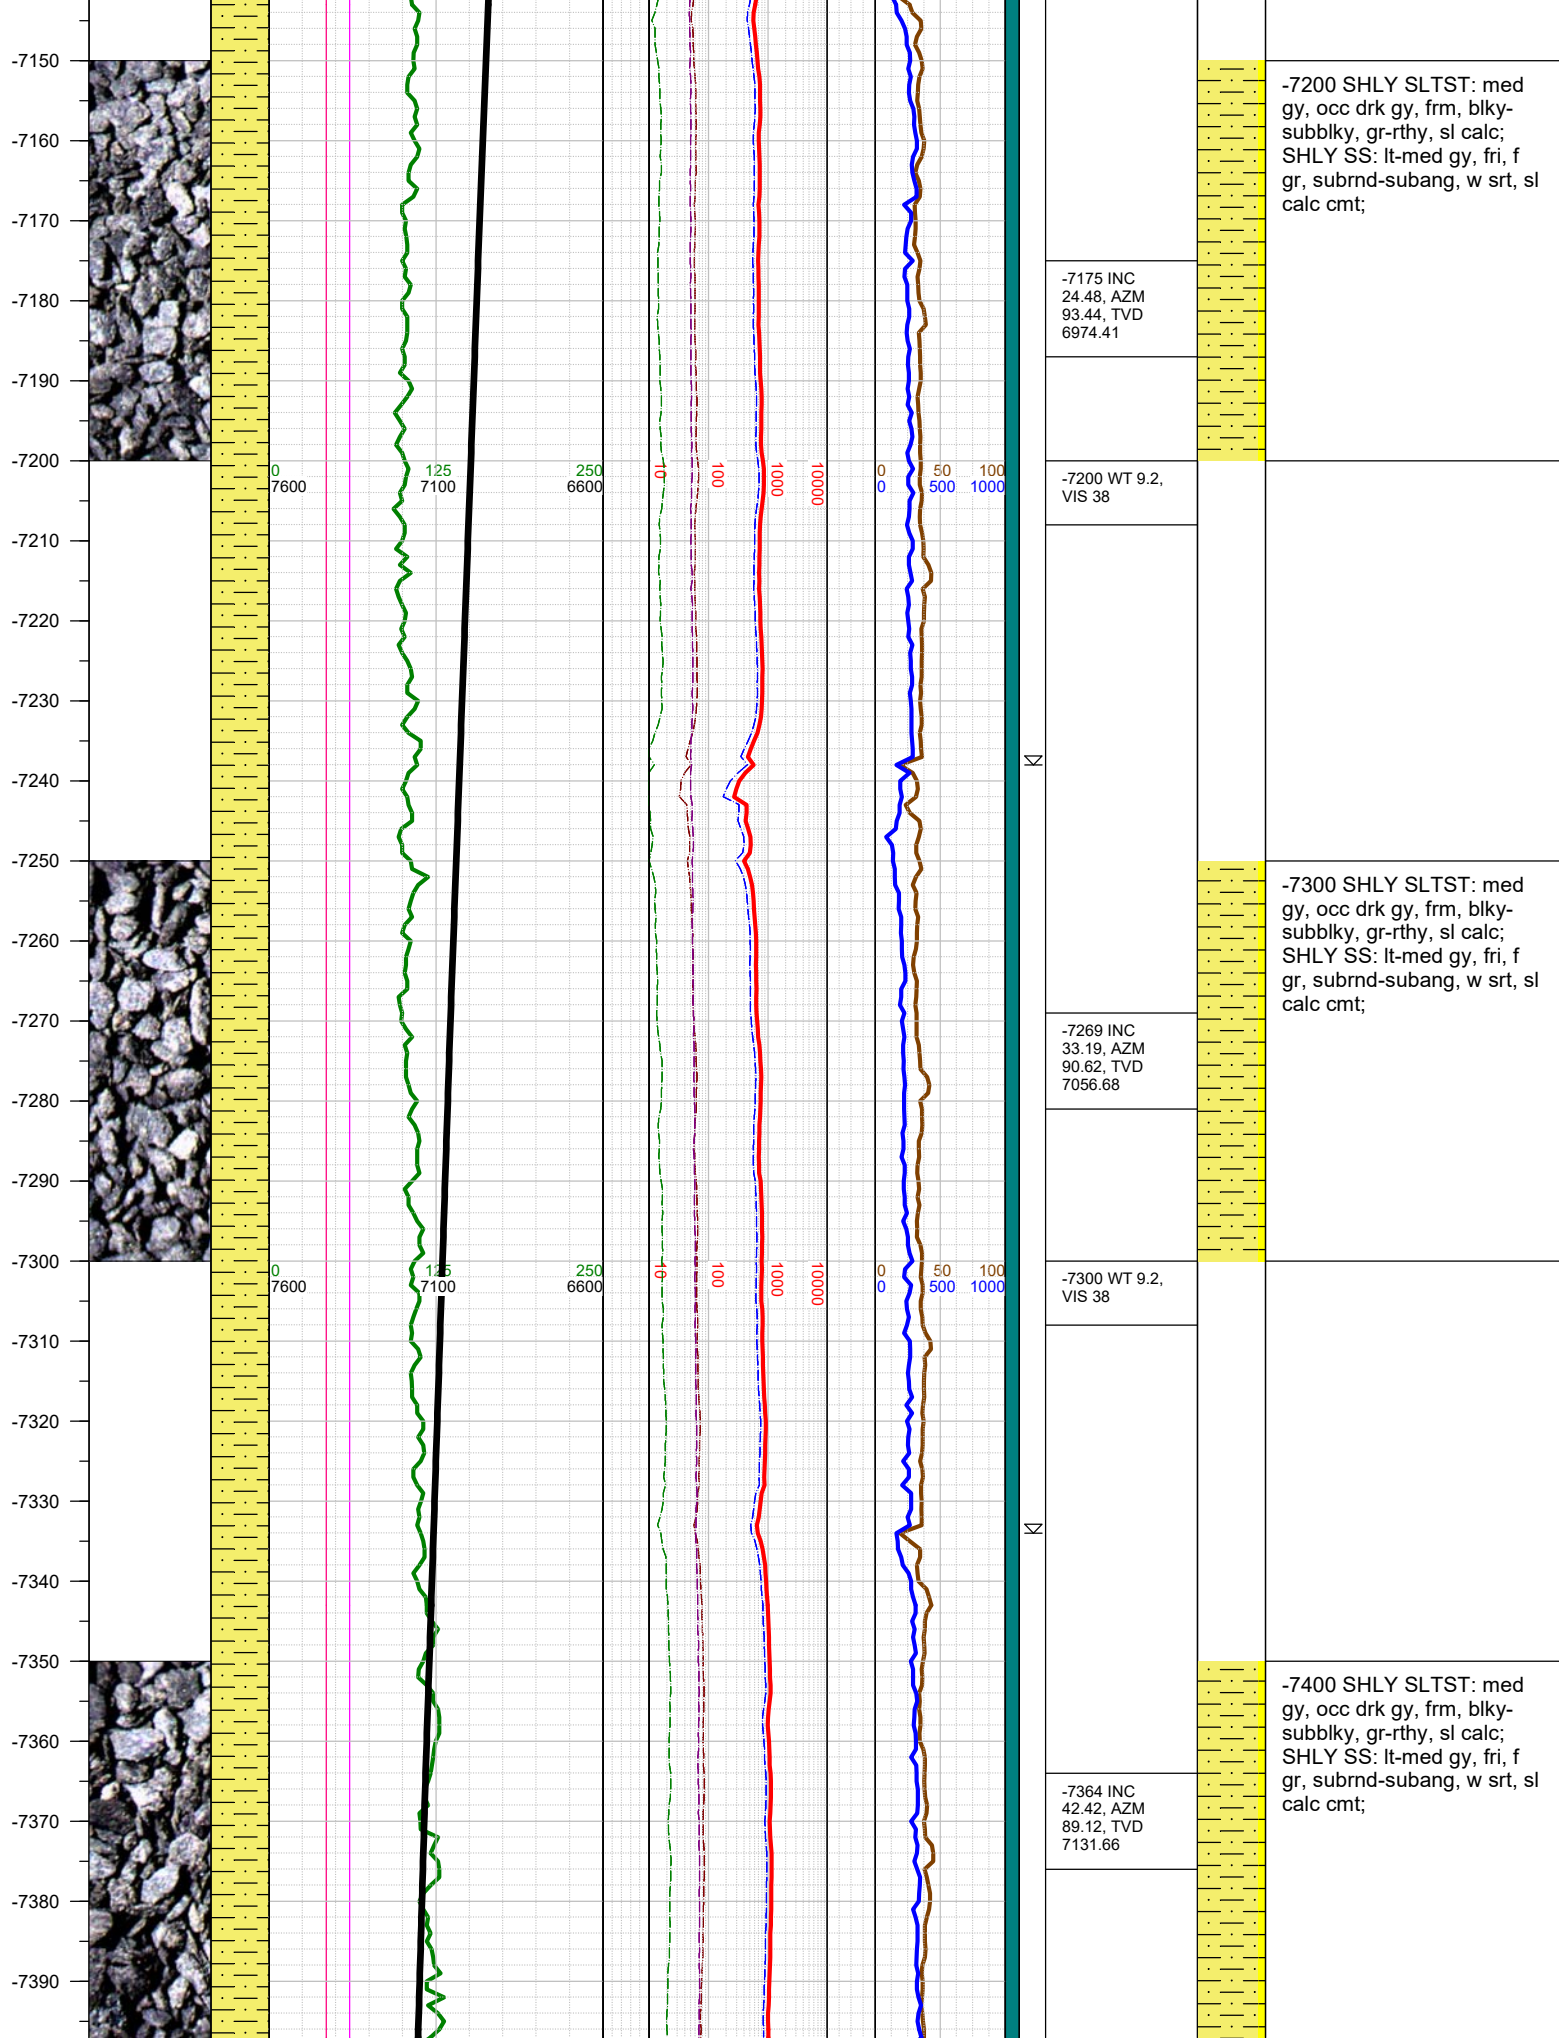 -7150
-7200 SHLY SLTST: med
gy, occ drk gy, frm, blky-
subblky, gr-rthy, sl calc;
SHLY SS: lt-med gy, fri, f
gr, subrnd-subang, w srt, sl
calc cmt;
-7160
-7170
-7175 INC
24.48, AZM
93.44, TVD
6974.41
-7180
-7190
-7200
0 125 250 10 100 1000 10000 0 50 100
7600 7100 6600 0 500 1000
-7200 WT 9.2,
VIS 38
-7210
-7220
-7230
-7240
-7250
-7300 SHLY SLTST: med
gy, occ drk gy, frm, blky-
subblky, gr-rthy, sl calc;
SHLY SS: lt-med gy, fri, f
gr, subrnd-subang, w srt, sl
calc cmt;
-7260
-7270
-7269 INC
33.19, AZM
90.62, TVD
7056.68
-7280
-7290
-7300
0 125 250 10 100 1000 10000 0 50 100
7600 7100 6600 0 500 1000
-7300 WT 9.2,
VIS 38
-7310
-7320
-7330
-7340
-7350
-7400 SHLY SLTST: med
gy, occ drk gy, frm, blky-
subblky, gr-rthy, sl calc;
SHLY SS: lt-med gy, fri, f
gr, subrnd-subang, w srt, sl
calc cmt;
-7360
-7364 INC
42.42, AZM
89.12, TVD
7131.66
-7370
-7380
-7390